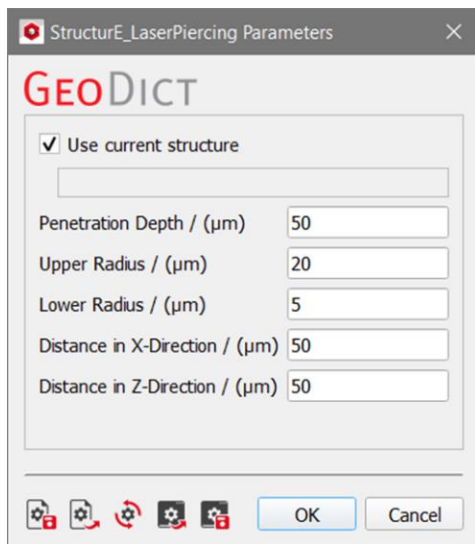 StructurE_LaserPiercing Parameters
GEODICT
Use current structure
Penetration Depth / (µm) 50
Upper Radius / (µm) 20
Lower Radius / (µm) 5
Distance in X-Direction / (µm) 50
Distance in Z-Direction / (µm) 50
OK Cancel